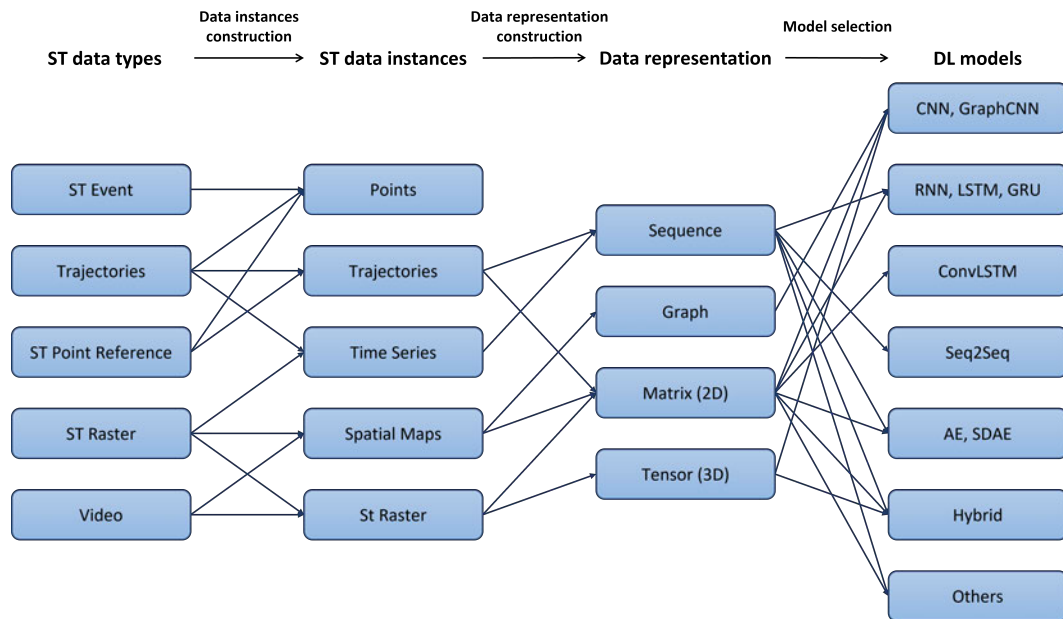 Data instances
construction
Data representation
construction
Model selection
ST data types
ST data instances
Data representation
DL models
CNN, GraphCNN
ST Event
Points
RNN, LSTM, GRU
Sequence
Trajectories
Trajectories
ConvLSTM
Graph
ST Point Reference
Time Series
Seq2Seq
Matrix (2D)
ST Raster
Spatial Maps
AE, SDAE
Tensor (3D)
Video
St Raster
Hybrid
Others